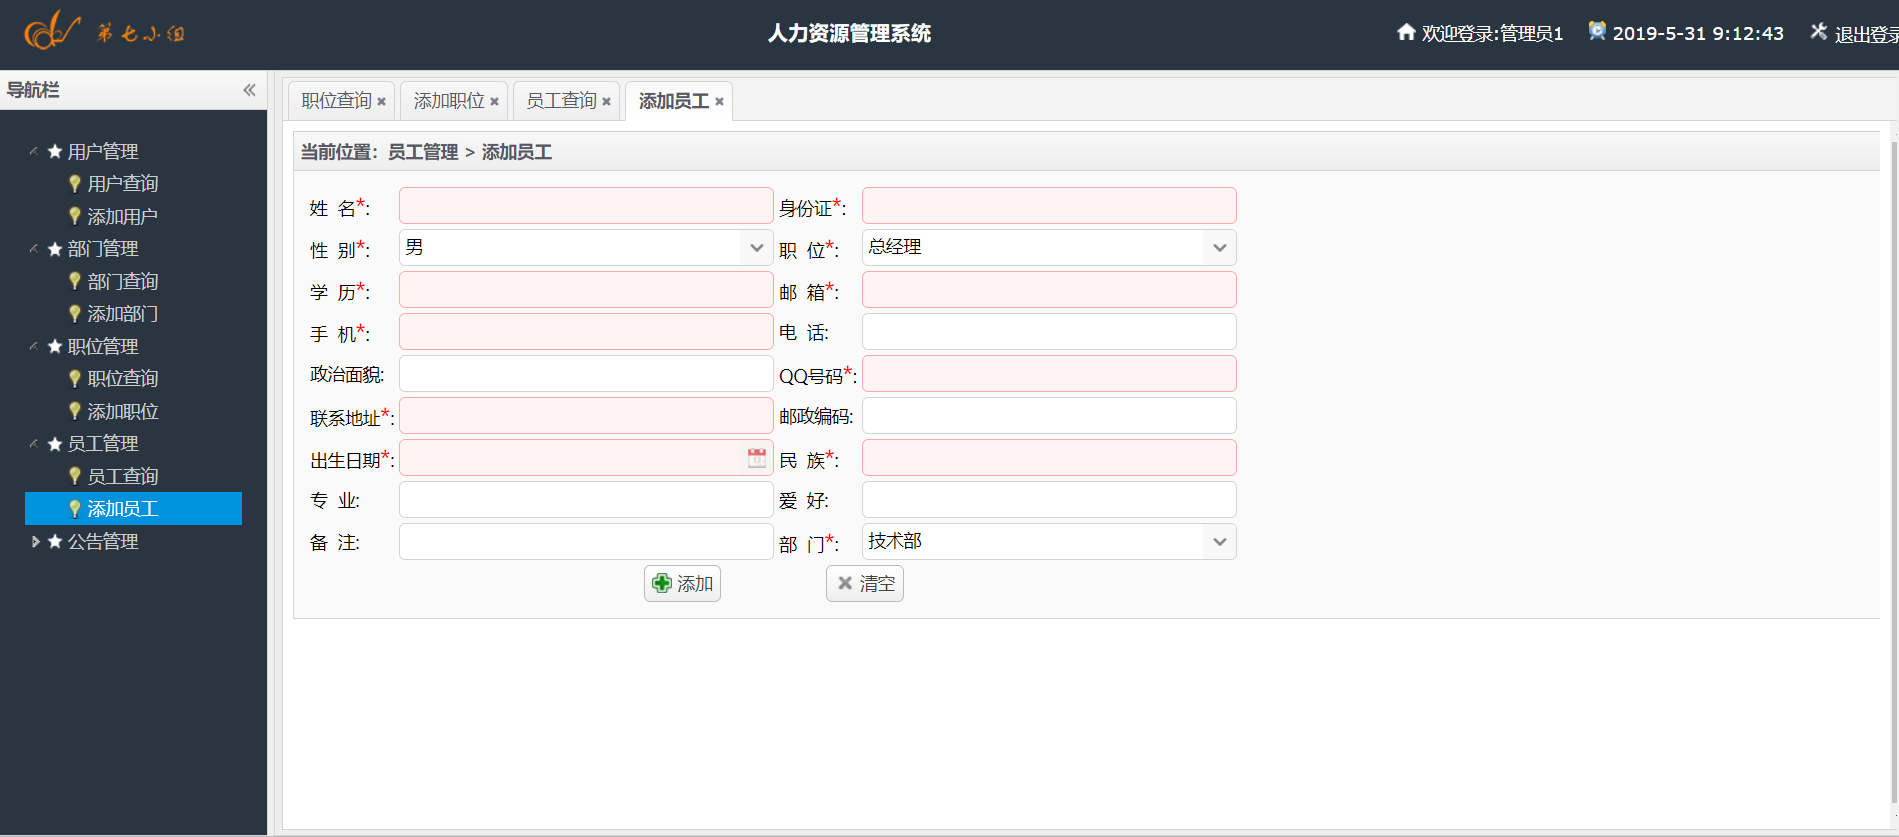 第七小组
人力资源管理系统
欢迎登录:管理员1
2019-5-31 9:12:43
退出登录
导航栏
用户管理
用户查询
添加用户
部门管理
部门查询
添加部门
职位管理
职位查询
添加职位
员工管理
员工查询
添加员工
公告管理
职位查询
添加职位
员工查询
添加员工
当前位置：员工管理 > 添加员工
姓 名*:
身份证*:
性 别*: 男
职 位*: 总经理
学 历*:
邮 箱*:
手 机*:
电 话:
政治面貌:
QQ号码*:
联系地址*:
邮政编码:
出生日期*:
民 族*:
专 业:
爱 好:
备 注:
部 门*: 技术部
添加
清空